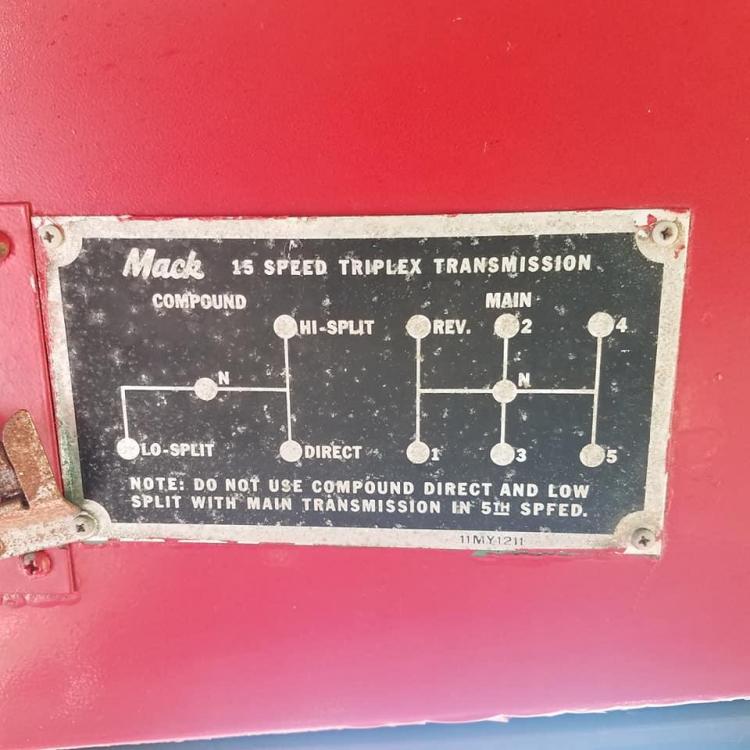 Mack 15 SPEED TRIPLEX TRANSMISSION
COMPOUND MAIN
HI-SPLIT REV. 2 4
N N
LO-SPLIT DIRECT 1 3 5
NOTE: DO NOT USE COMPOUND DIRECT AND LOW
SPLIT WITH MAIN TRANSMISSION IN 5TH SPEED.
11MY1211